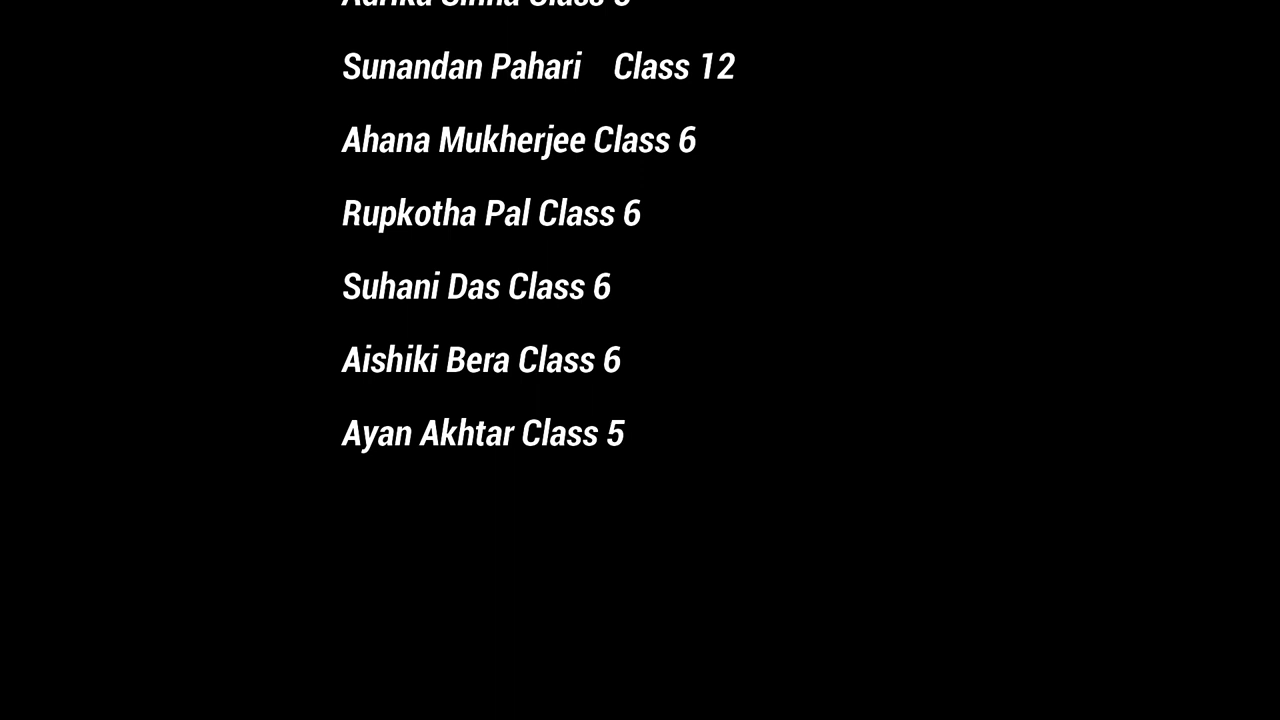 Sunandan Pahari    Class 12
Ahana Mukherjee Class 6
Rupkotha Pal Class 6
Suhani Das Class 6
Aishiki Bera Class 6
Ayan Akhtar Class 5